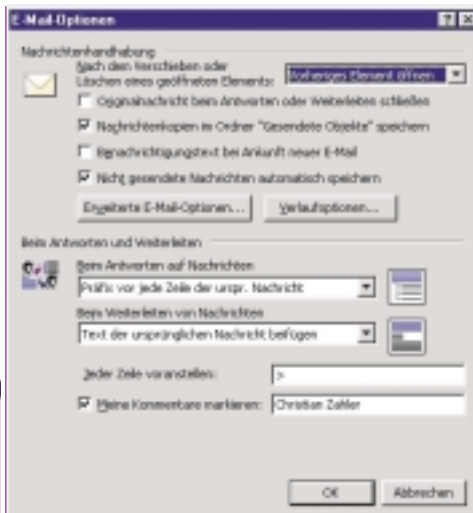 E-Mail-Optionen
Nachrichtenhandhabung
Nach dem Verschieben oder
Löschen eines geöffneten Elements: Vorheriges Element öffnen
Originalnachricht beim Antworten oder Weiterleiten schließen
Nachrichtenkopien im Ordner "Gesendete Objekte" speichern
Benachrichtigungstext bei Ankunft neuer E-Mail
Nicht gesendete Nachrichten automatisch speichern
Erweiterte E-Mail-Optionen... Verlaufoptionen...
Beim Antworten und Weiterleiten
Beim Antworten auf Nachrichten
Präfix vor jede Zeile der urspr. Nachricht
Beim Weiterleiten von Nachrichten
Text der ursprünglichen Nachricht beifügen
Jeder Zeile voranstellen: >
Meine Kommentare markieren: Christian Zahler
OK Abbrechen